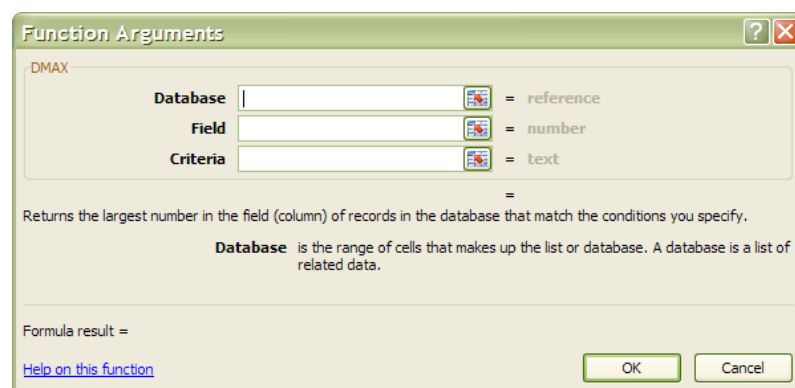 Function Arguments
DMAX
Database = reference
Field = number
Criteria = text
=
Returns the largest number in the field (column) of records in the database that match the conditions you specify.
Database is the range of cells that makes up the list or database. A database is a list of
related data.
Formula result =
Help on this function OK Cancel